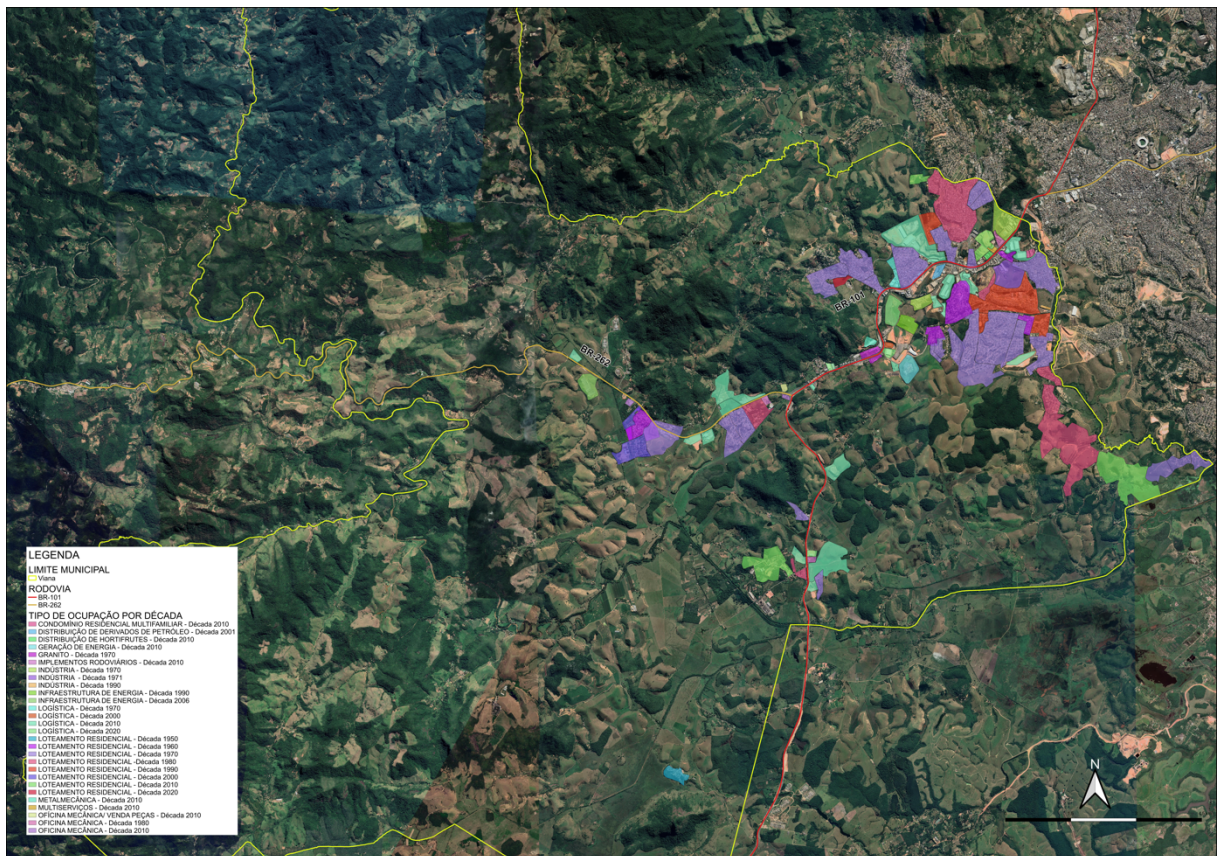 BR-101
BR-262
LEGENDA
LIMITE MUNICIPAL
Viana
RODOVIA
BR-101
BR-262
TIPO DE OCUPAÇÃO POR DÉCADA
CONDOMÍNIO RESIDENCIAL MULTIFAMILIAR - Década 2010
DISTRIBUIÇÃO DE DERIVADOS DE PETRÓLEO - Década 2001
DISTRIBUIÇÃO DE HORTIFRUTES - Década 2010
GERAÇÃO DE ENERGIA - Década 2010
GRANITO - Década 1970
IMPLEMENTOS RODOVIÁRIOS - Década 2010
INDÚSTRIA - Década 1970
INDÚSTRIA - Década 1971
INDÚSTRIA - Década 1990
INFRAESTRUTURA DE ENERGIA - Década 1990
INFRAESTRUTURA DE ENERGIA - Década 2006
LOGÍSTICA - Década 1970
LOGÍSTICA - Década 2000
LOGÍSTICA - Década 2010
LOGÍSTICA - Década 2020
LOTEAMENTO RESIDENCIAL - Década 1950
LOTEAMENTO RESIDENCIAL - Década 1960
LOTEAMENTO RESIDENCIAL - Década 1970
LOTEAMENTO RESIDENCIAL -Década 1980
LOTEAMENTO RESIDENCIAL - Década 1990
LOTEAMENTO RESIDENCIAL - Década 2000
LOTEAMENTO RESIDENCIAL - Década 2010
LOTEAMENTO RESIDENCIAL - Década 2020
METALMECÂNICA - Década 2010
MULTISERVIÇOS - Década 2010
OFICINA MECÂNICA/ VENDA PEÇAS - Década 2010
OFICINA MECÂNICA - Década 1980
OFICINA MECÂNICA - Década 2010
N